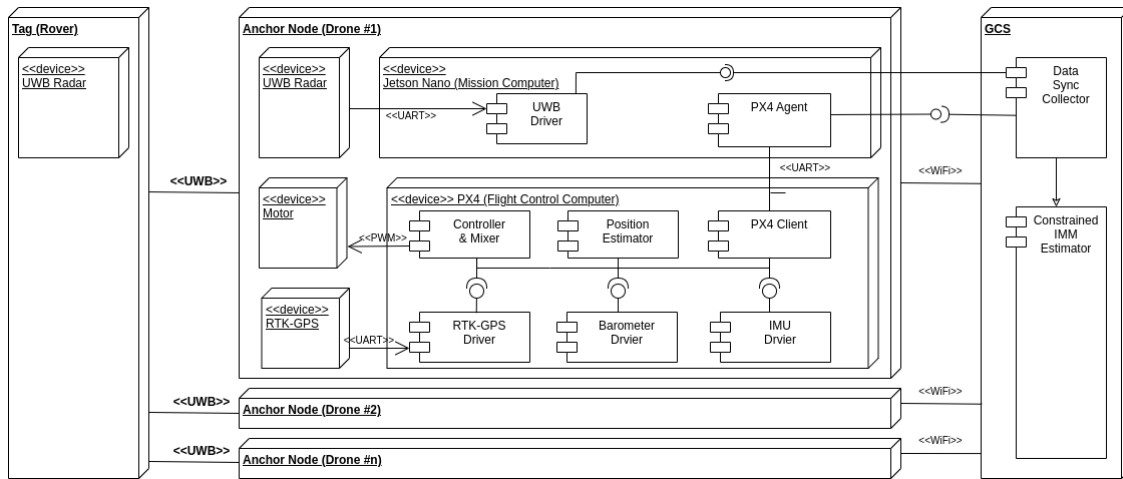 Tag (Rover)
<<device>>
UWB Radar
<<UWB>>
<<UWB>>
<<UWB>>
Anchor Node (Drone #1)
<<device>>
UWB Radar
<<UART>>
<<device>>
Jetson Nano (Mission Computer)
UWB
Driver
PX4 Agent
<<UART>>
<<device>>
Motor
<<PWM>>
<<device>> PX4 (Flight Control Computer)
Controller
& Mixer
Position
Estimator
PX4 Client
<<device>>
RTK-GPS
<<UART>>
RTK-GPS
Driver
Barometer
Drvier
IMU
Drvier
Anchor Node (Drone #2)
Anchor Node (Drone #n)
<<WiFi>>
<<WiFi>>
<<WiFi>>
GCS
Data
Sync
Collector
Constrained
IMM
Estimator